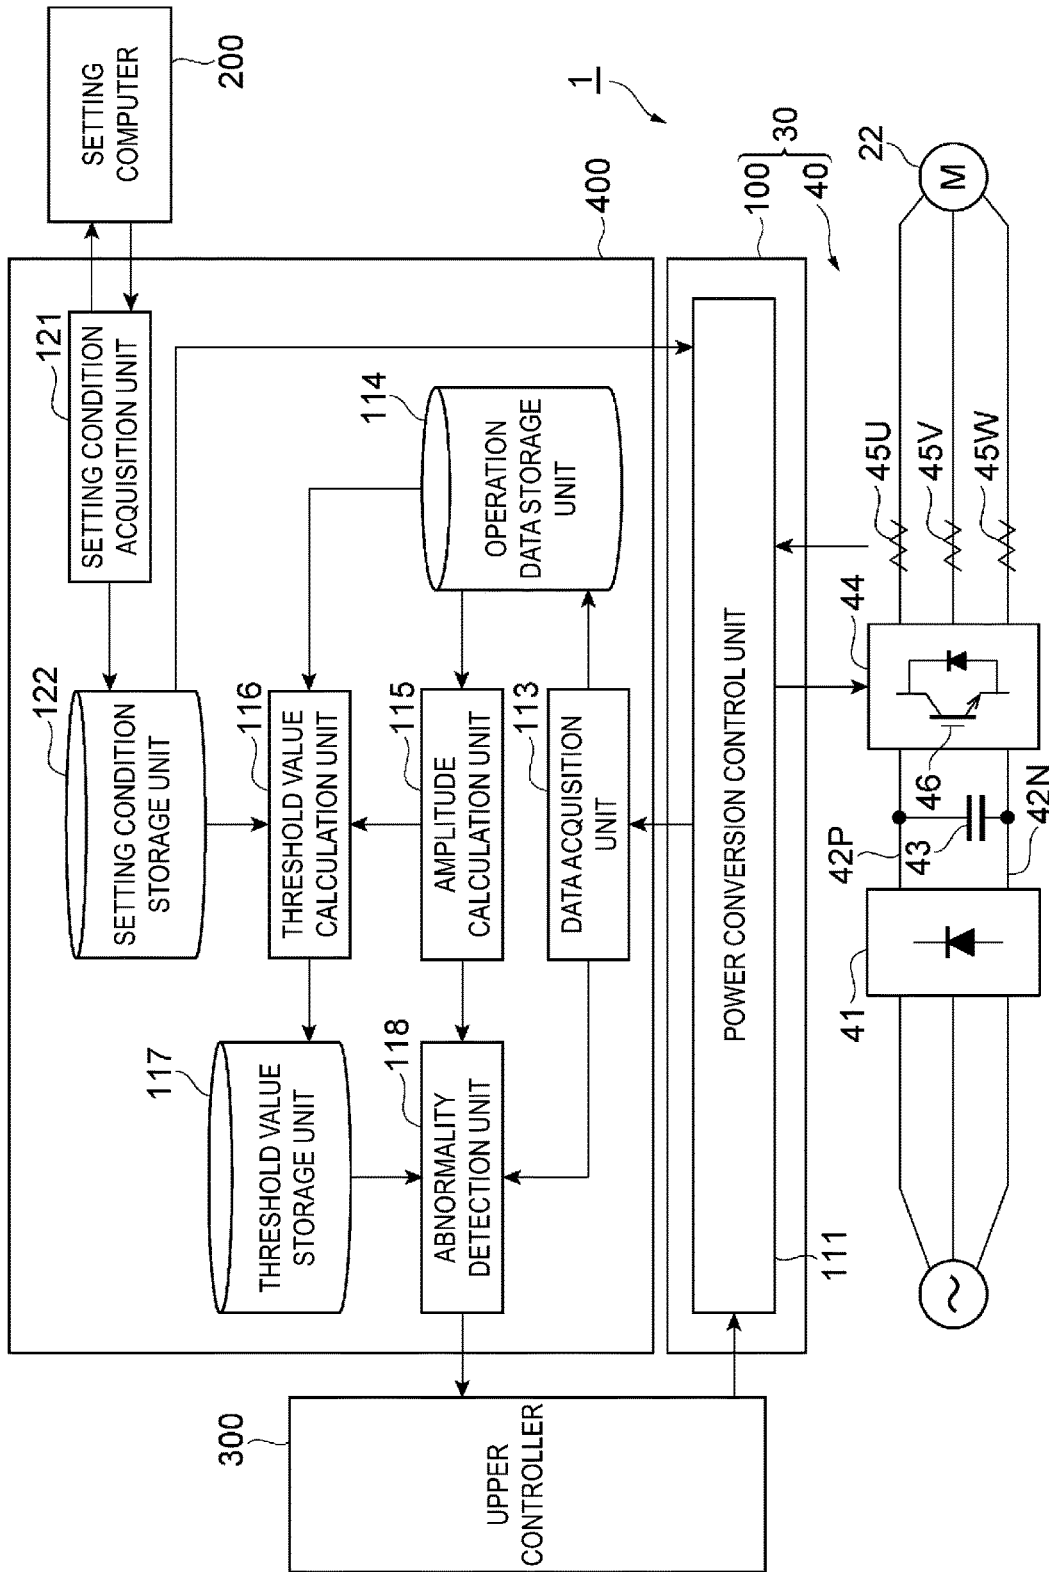 300
UPPER
CONTROLLER
117
THRESHOLD VALUE
STORAGE UNIT
118
ABNORMALITY
DETECTION UNIT
122
SETTING CONDITION
STORAGE UNIT
116
THRESHOLD VALUE
CALCULATION UNIT
115
AMPLITUDE
CALCULATION UNIT
113
DATA ACQUISITION
UNIT
121
SETTING CONDITION
ACQUISITION UNIT
114
OPERATION
DATA STORAGE
UNIT
SETTING
COMPUTER
200
400
1
111
POWER CONVERSION CONTROL UNIT
100
40
30
41
42P
43
42N
46
44
45U
45V
45W
22
M
~